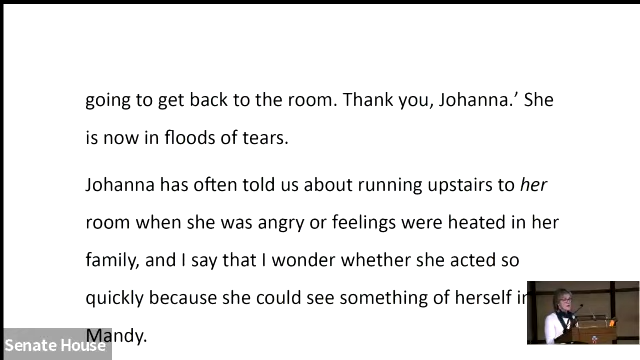 going to get back to the room. Thank you, Johanna.’ She
is now in floods of tears.
Johanna has often told us about running upstairs to her
room when she was angry or feelings were heated in her
family, and I say that I wonder whether she acted so
quickly because she could see something of herself in
Mandy.
Senate House